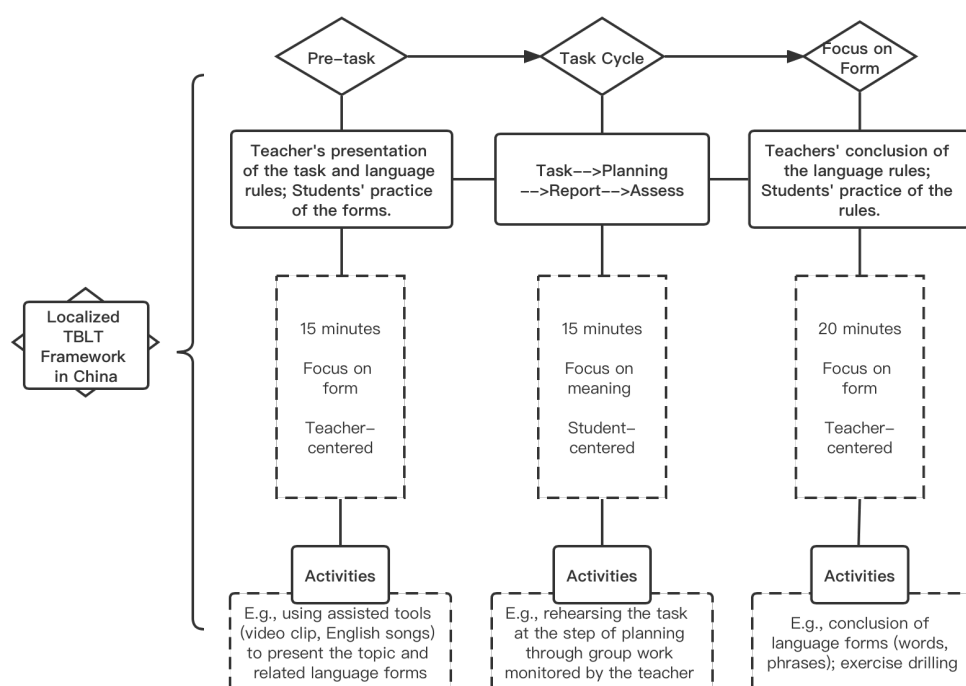 Pre-task
Task Cycle
Focus on
Form
Teacher's presentation
of the task and language
rules; Students' practice
of the forms.
Task-->Planning
-->Report-->Assess
Teachers' conclusion of
the language rules;
Students' practice of the
rules.
Localized
TBLT
Framework
in China
15 minutes
Focus on
form
Teacher-
centered
15 minutes
Focus on
meaning
Student-
centered
20 minutes
Focus on
form
Teacher-
centered
Activities
Activities
Activities
E.g., using assisted tools
(video clip, English songs)
to present the topic and
related language forms
E.g., rehearsing the task
at the step of planning
through group work
monitored by the teacher
E.g., conclusion of
language forms (words,
phrases); exercise drilling